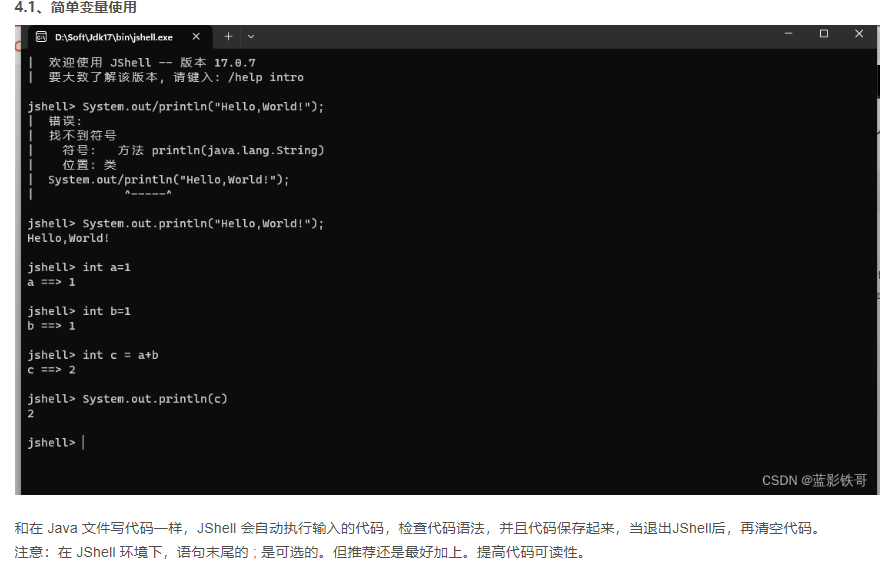 4.1、简单变量使用
D:\Soft\Jdk17\bin\jshell.exe
| 欢迎使用 JShell -- 版本 17.0.7
| 要大致了解该版本, 请键入: /help intro
jshell> System.out/println("Hello,World!");
| 错误:
| 找不到符号
|   符号:   方法 println(java.lang.String)
|   位置: 类
| System.out/println("Hello,World!");
|            ^-----^
jshell> System.out.println("Hello,World!");
Hello,World!
jshell> int a=1
a ==> 1
jshell> int b=1
b ==> 1
jshell> int c = a+b
c ==> 2
jshell> System.out.println(c)
2
jshell>
CSDN @蓝影铁哥
和在 Java 文件写代码一样，JShell 会自动执行输入的代码，检查代码语法，并且代码保存起来，当退出JShell后，再清空代码。
注意：在 JShell 环境下，语句末尾的 ; 是可选的。但推荐还是最好加上。提高代码可读性。